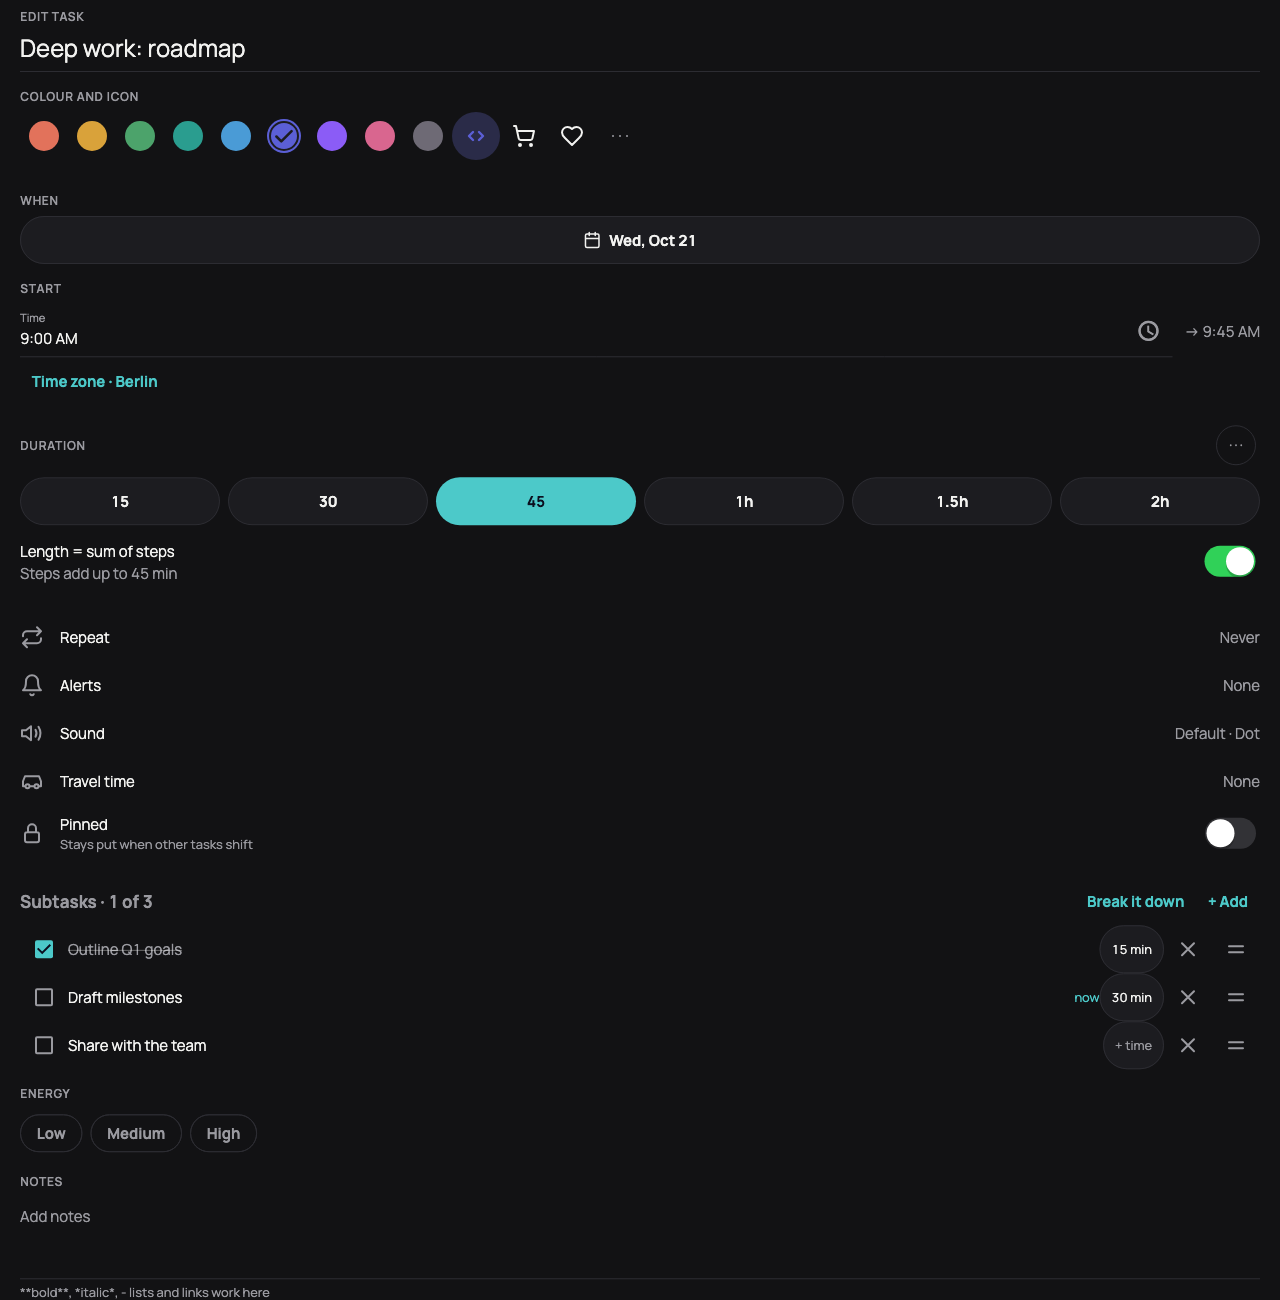 EDIT TASK
Deep work: roadmap
COLOUR AND ICON
WHEN
Wed, Oct 21
START
Time
9:00 AM
→ 9:45 AM
Time zone · Berlin
DURATION
15
30
45
1h
1.5h
2h
Length = sum of steps
Steps add up to 45 min
Repeat
Never
Alerts
None
Sound
Default · Dot
Travel time
None
Pinned
Stays put when other tasks shift
Subtasks · 1 of 3
Break it down
+ Add
Outline Q1 goals
15 min
Draft milestones
now
30 min
Share with the team
+ time
ENERGY
Low
Medium
High
NOTES
Add notes
**bold**, *italic*, - lists and links work here